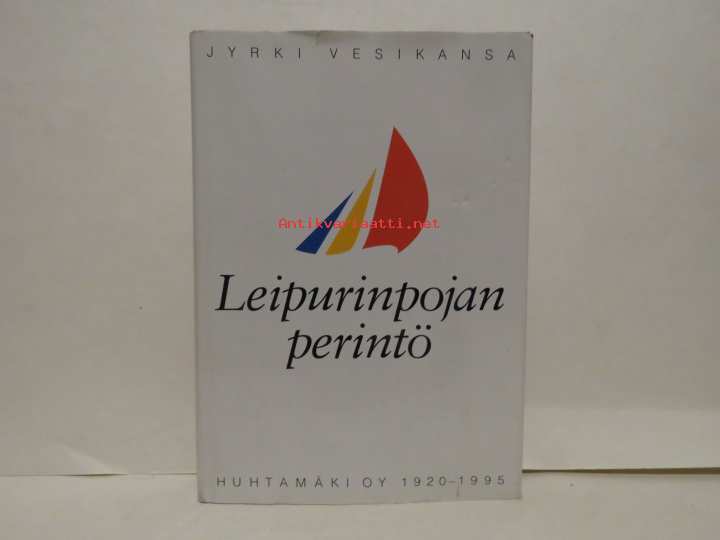 JYRKI VESIKANSA
Antikvariaatti.net
Leipurinpojan
perintö
HUHTAMÄKI OY 1920–1995